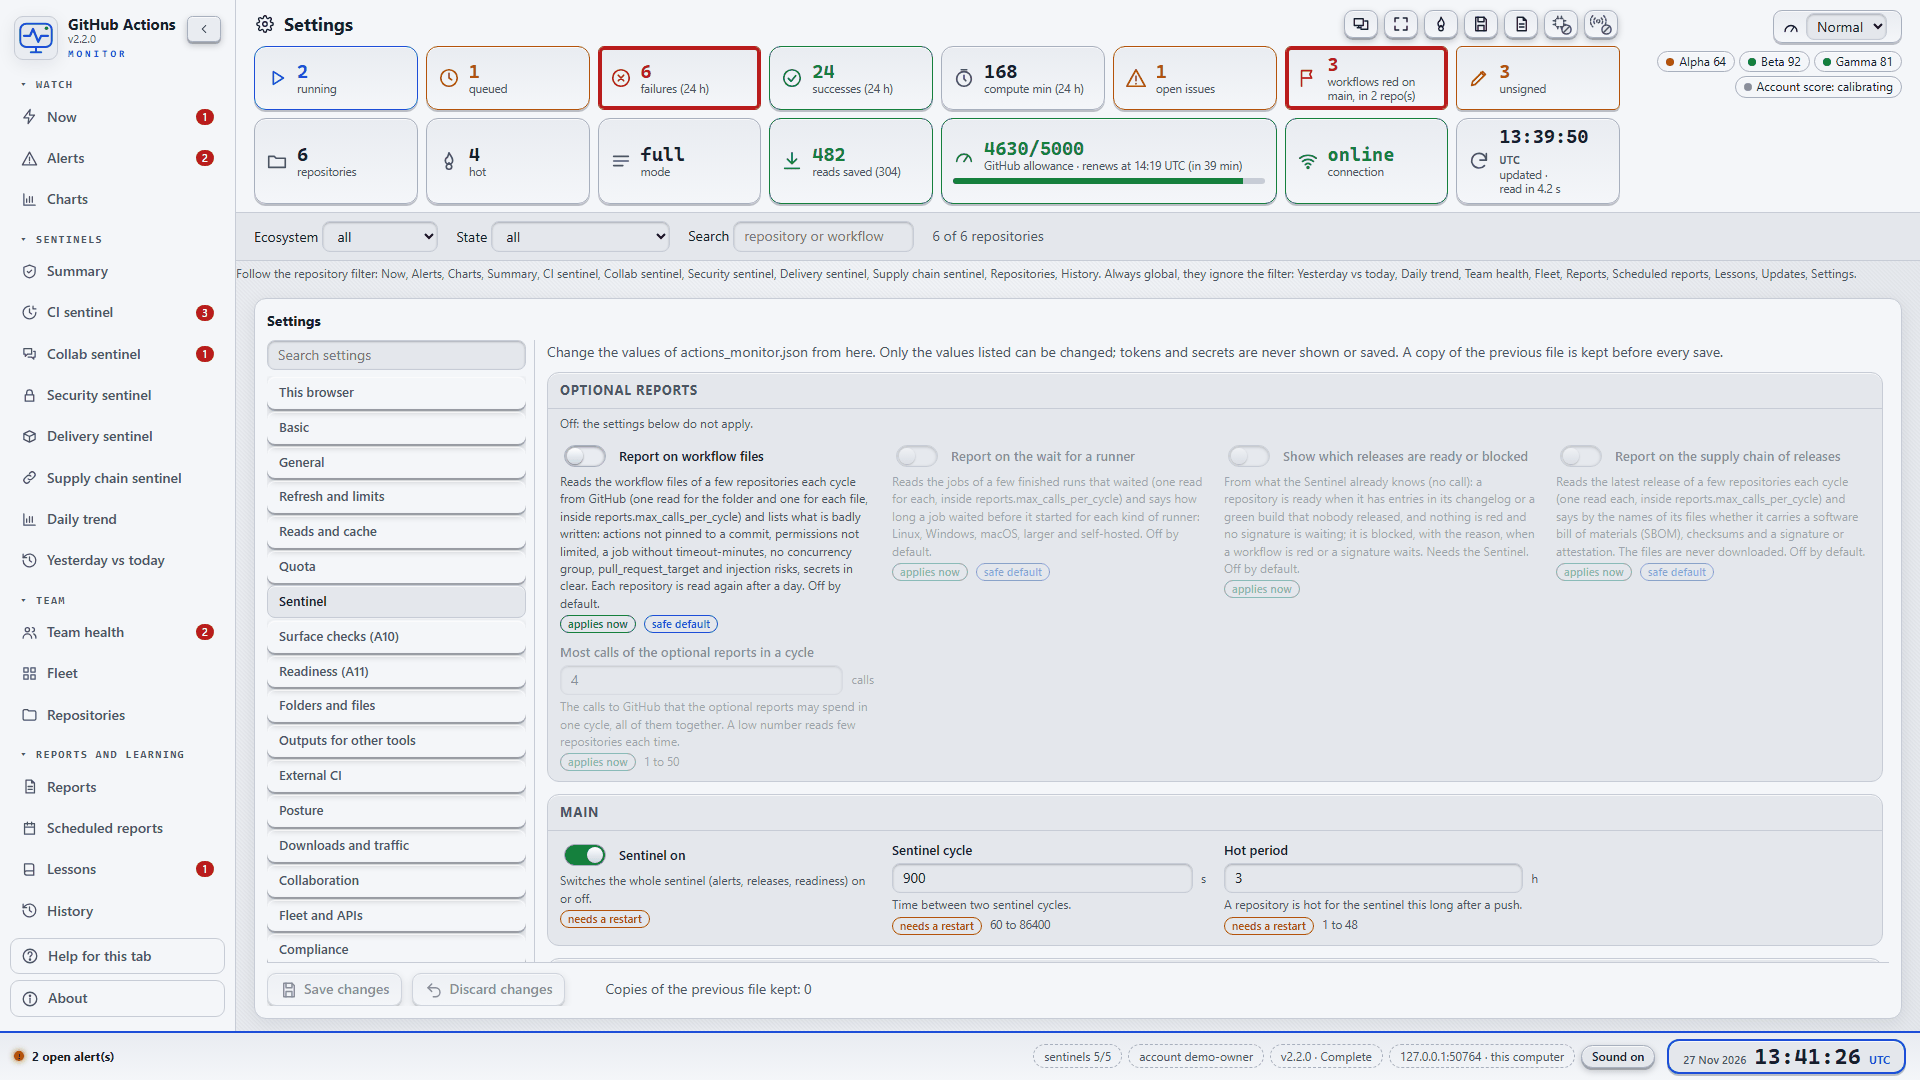 GitHub Actions
v2.2.0
MONITOR
WATCH
Now 1
Alerts 2
Charts
SENTINELS
Summary
CI sentinel 3
Collab sentinel 1
Security sentinel
Delivery sentinel
Supply chain sentinel
Daily trend
Yesterday vs today
TEAM
Team health 2
Fleet
Repositories
REPORTS AND LEARNING
Reports
Scheduled reports
Lessons 1
History
Help for this tab
About
Settings
Normal
2
running
1
queued
6
failures (24 h)
24
successes (24 h)
168
compute min (24 h)
1
open issues
3
workflows red on
main, in 2 repo(s)
3
unsigned
Alpha 64
Beta 92
Gamma 81
Account score: calibrating
6
repositories
4
hot
full
mode
482
reads saved (304)
4630/5000
GitHub allowance · renews at 14:19 UTC (in 39 min)
online
connection
13:39:50
UTC
updated ·
read in 4.2 s
Ecosystem all State all Search repository or workflow 6 of 6 repositories
Follow the repository filter: Now, Alerts, Charts, Summary, CI sentinel, Collab sentinel, Security sentinel, Delivery sentinel, Supply chain sentinel, Repositories, History. Always global, they ignore the filter: Yesterday vs today, Daily trend, Team health, Fleet, Reports, Scheduled reports, Lessons, Updates, Settings.
Settings
Search settings
This browser
Basic
General
Refresh and limits
Reads and cache
Quota
Sentinel
Surface checks (A10)
Readiness (A11)
Folders and files
Outputs for other tools
External CI
Posture
Downloads and traffic
Collaboration
Fleet and APIs
Compliance
Change the values of actions_monitor.json from here. Only the values listed can be changed; tokens and secrets are never shown or saved. A copy of the previous file is kept before every save.
OPTIONAL REPORTS
Off: the settings below do not apply.
Report on workflow files
Reads the workflow files of a few repositories each cycle
from GitHub (one read for the folder and one for each file,
inside reports.max_calls_per_cycle) and lists what is badly
written: actions not pinned to a commit, permissions not
limited, a job without timeout-minutes, no concurrency
group, pull_request_target and injection risks, secrets in
clear. Each repository is read again after a day. Off by
default.
applies now safe default
Report on the wait for a runner
Reads the jobs of a few finished runs that waited (one read
for each, inside reports.max_calls_per_cycle) and says how
long a job waited before it started for each kind of runner:
Linux, Windows, macOS, larger and self-hosted. Off by
default.
applies now safe default
Show which releases are ready or blocked
From what the Sentinel already knows (no call): a
repository is ready when it has entries in its changelog or a
green build that nobody released, and nothing is red and
no signature is waiting; it is blocked, with the reason, when
a workflow is red or a signature waits. Needs the Sentinel.
Off by default.
applies now
Report on the supply chain of releases
Reads the latest release of a few repositories each cycle
(one read each, inside reports.max_calls_per_cycle) and
says by the names of its files whether it carries a software
bill of materials (SBOM), checksums and a signature or
attestation. The files are never downloaded. Off by default.
applies now safe default
Most calls of the optional reports in a cycle
4 calls
The calls to GitHub that the optional reports may spend in
one cycle, all of them together. A low number reads few
repositories each time.
applies now 1 to 50
MAIN
Sentinel on
Switches the whole sentinel (alerts, releases, readiness) on
or off.
needs a restart
Sentinel cycle
900 s
Time between two sentinel cycles.
needs a restart 60 to 86400
Hot period
3 h
A repository is hot for the sentinel this long after a push.
needs a restart 1 to 48
Save changes Discard changes Copies of the previous file kept: 0
2 open alert(s) sentinels 5/5 account demo-owner v2.2.0 · Complete 127.0.0.1:50764 · this computer Sound on 27 Nov 2026 13:41:26 UTC